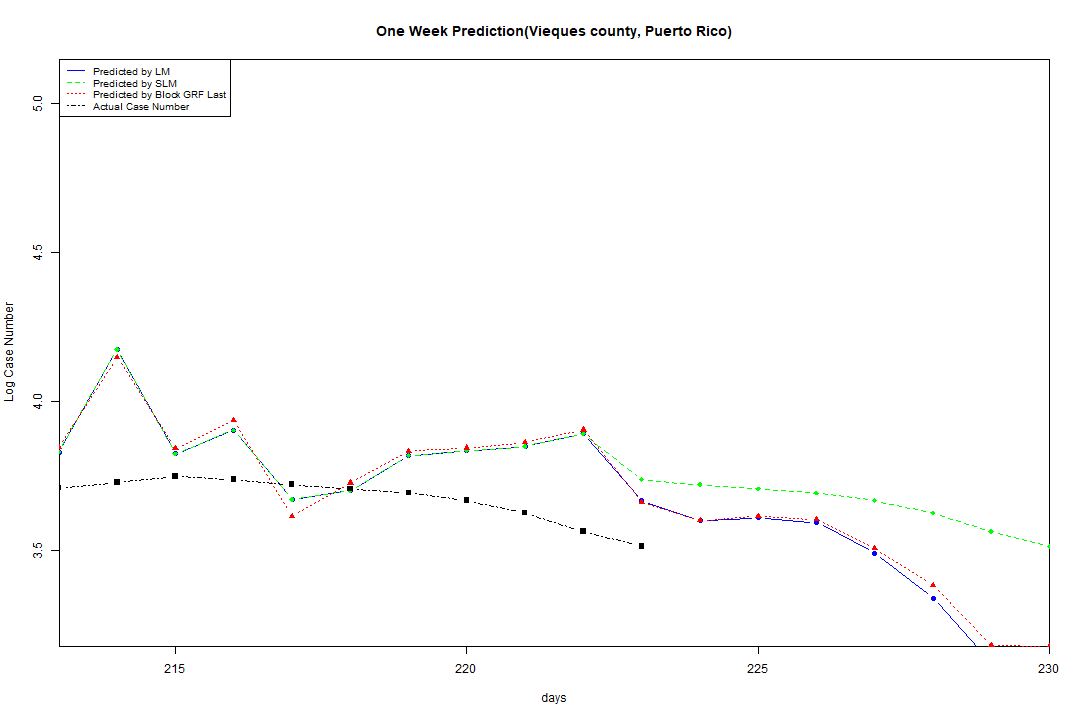 One Week Prediction(Vieques county, Puerto Rico)
Predicted by LM
Predicted by SLM
Predicted by Block GRF Last
Actual Case Number
5.0
4.5
4.0
3.5
Log Case Number
215
220
225
230
days